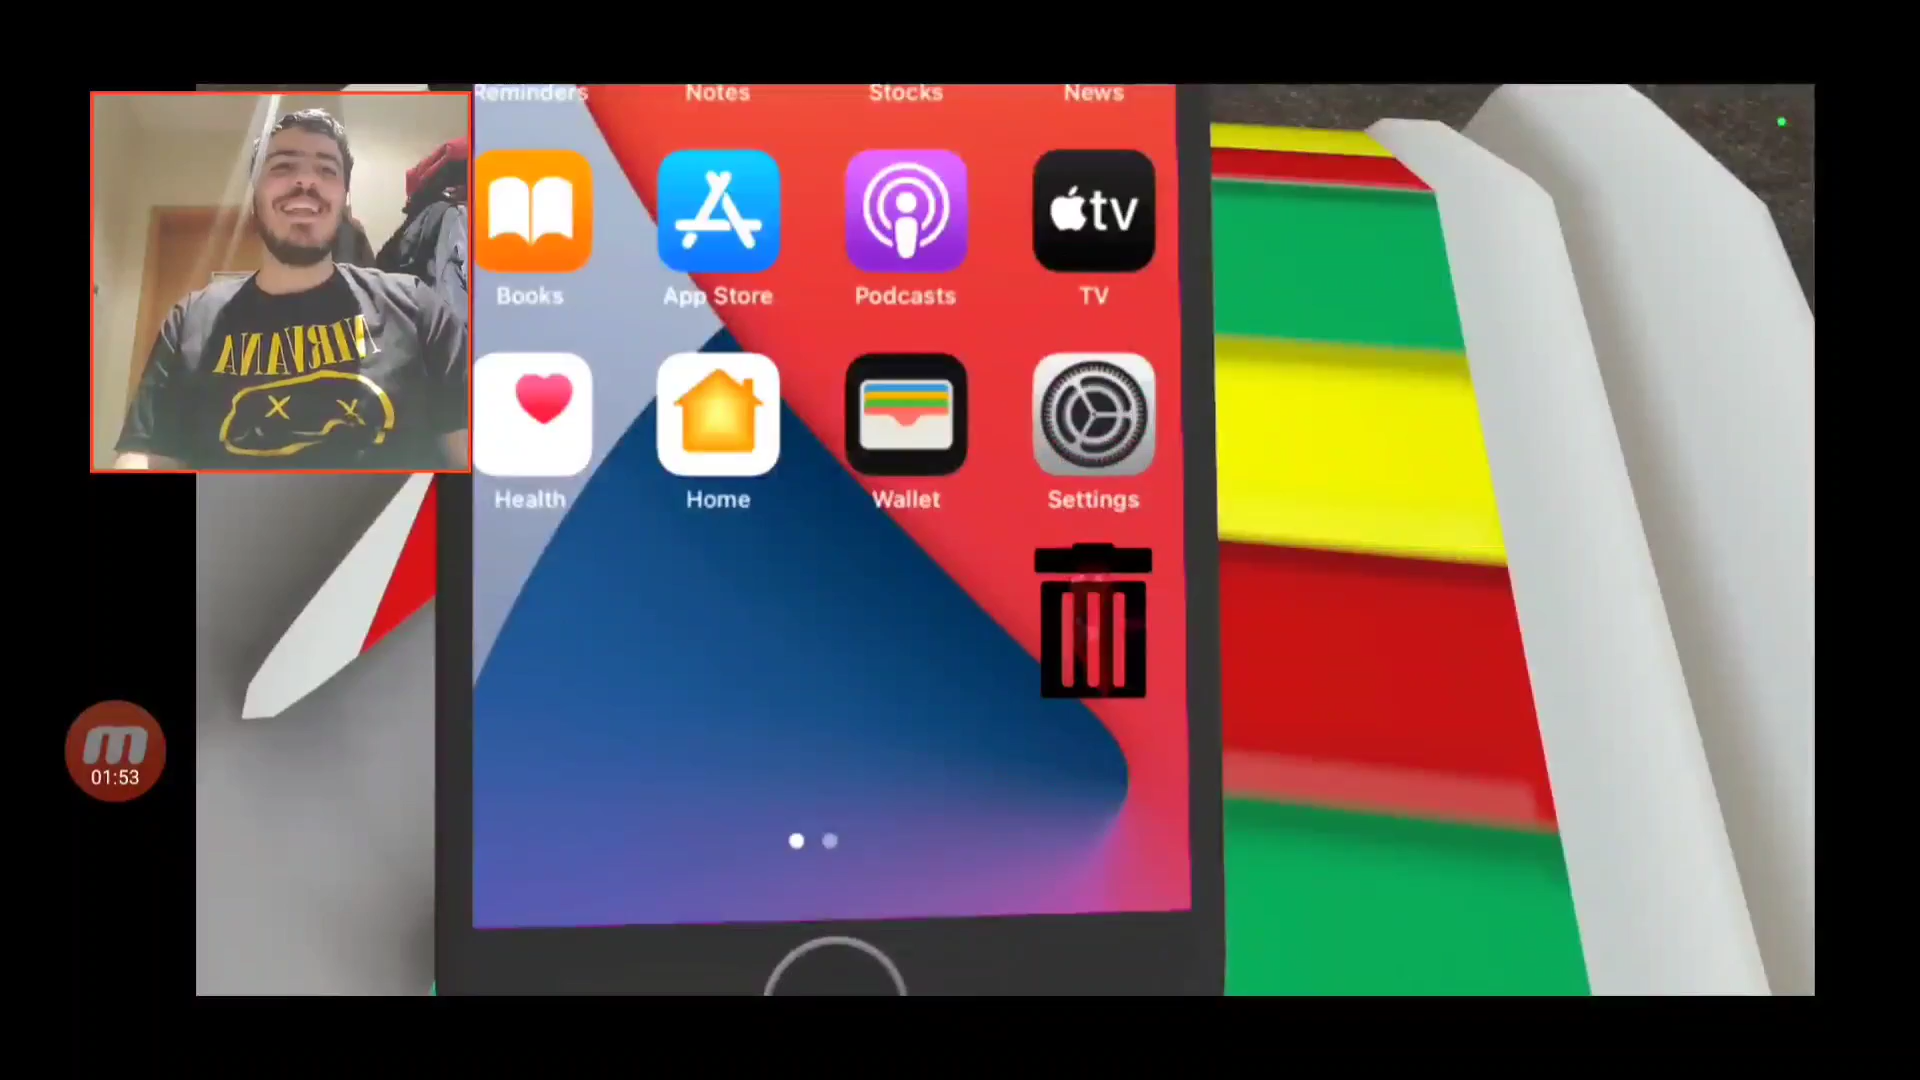 Reminders
Notes
Stocks
News
tv
Books
App Store
Podcasts
TV
NIRVANA
Health
Home
Wallet
Settings
m
01:53